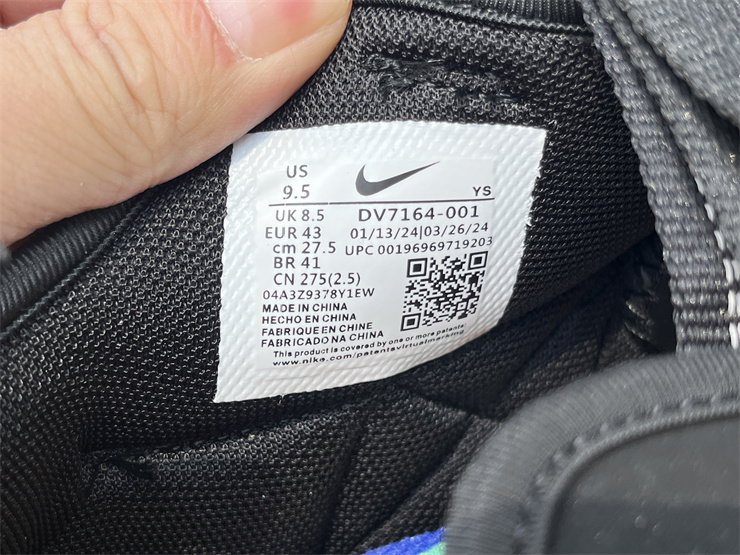 US
9.5
YS
UK 8.5
DV7164-001
EUR 43
01/13/24|03/26/24
cm 27.5
UPC 00196969719203
BR 41
CN 275(2.5)
04A3Z9378Y1EW
MADE IN CHINA
HECHO EN CHINA
FABRIQUE EN CHINE
FABRICADO NA CHINA
This product is covered by one or more patents
www.nike.com/patentsvirtualmarking